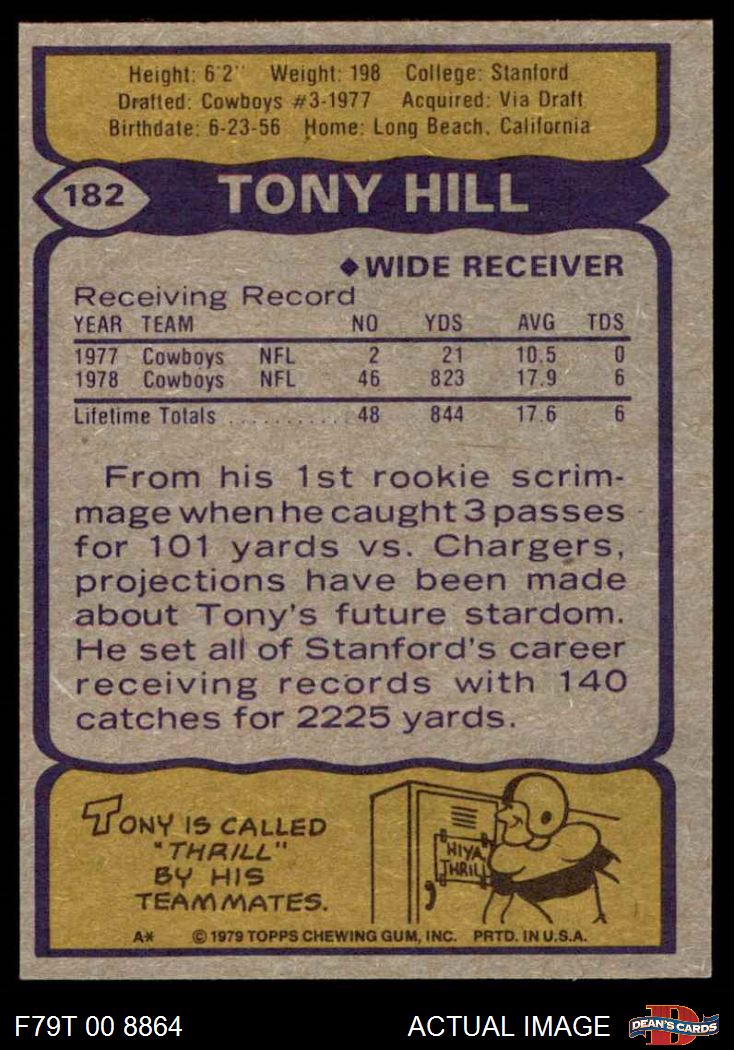 Height: 6'2" Weight: 198 College: Stanford
Drafted: Cowboys #3-1977 Acquired: Via Draft
Birthdate: 6-23-56 Home: Long Beach, California
182 TONY HILL
◆WIDE RECEIVER
Receiving Record
YEAR TEAM NO YDS AVG TDS
1977 Cowboys NFL 2 21 10.5 0
1978 Cowboys NFL 46 823 17.9 6
Lifetime Totals . . . . . . . . . . 48 844 17.6 6
From his 1st rookie scrim-
mage when he caught 3 passes
for 101 yards vs. Chargers,
projections have been made
about Tony's future stardom.
He set all of Stanford's career
receiving records with 140
catches for 2225 yards.
TONY IS CALLED
"THRILL"
BY HIS
TEAMMATES.
HIYA
THRILL
A* © 1979 TOPPS CHEWING GUM, INC. PRTD. IN U.S.A.
F79T 00 8864 ACTUAL IMAGE DEAN'S CARDS